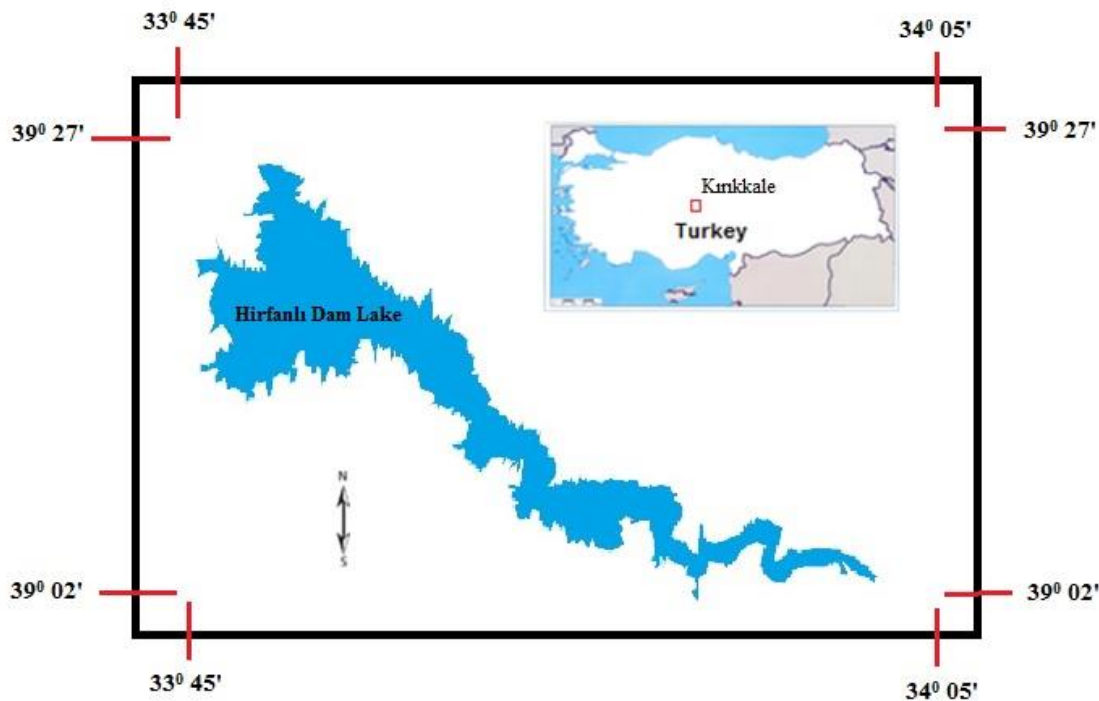 33⁰ 45'
34⁰ 05'
39⁰ 27'
39⁰ 27'
Kırıkkale
Turkey
Hirfanlı Dam Lake
N
S
39⁰ 02'
39⁰ 02'
33⁰ 45'
34⁰ 05'